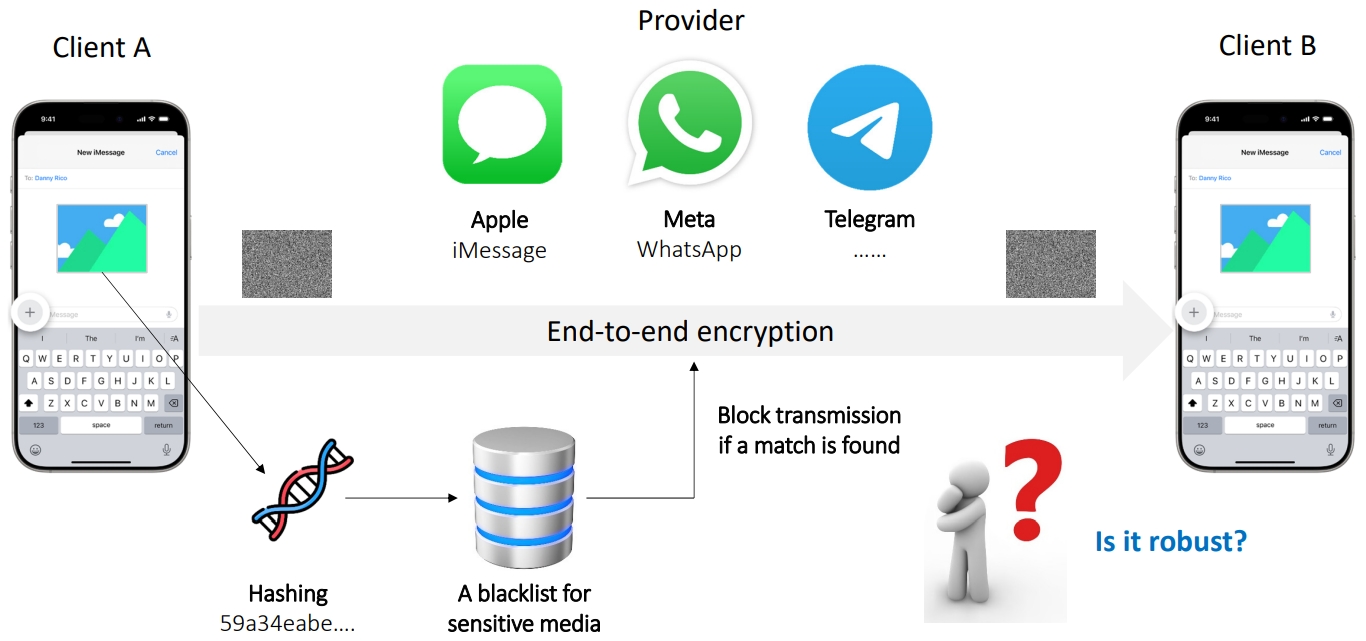 Provider
Client A
Client B
9:41
New iMessage
Cancel
To: Danny Rico
Message
I
The
I'm
Q W E R T Y U I O P
A S D F G H J K L
Z X C V B N M
123
space
return
Apple
iMessage
Meta
WhatsApp
Telegram
......
End-to-end encryption
Block transmission
if a match is found
9:41
New iMessage
Cancel
To: Danny Rico
Message
I
The
I'm
Q W E R T Y U I O P
A S D F G H J K L
Z X C V B N M
123
space
return
Is it robust?
Hashing
59a34eabe....
A blacklist for
sensitive media